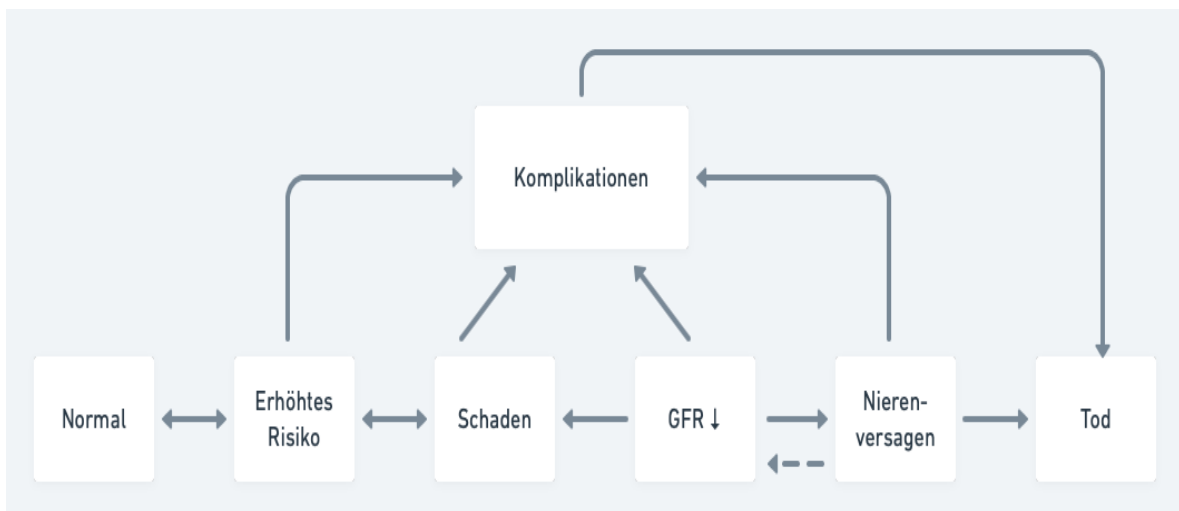 Komplikationen
Normal
Erhöhtes
Risiko
Schaden
GFR ↓
Nieren-
versagen
Tod